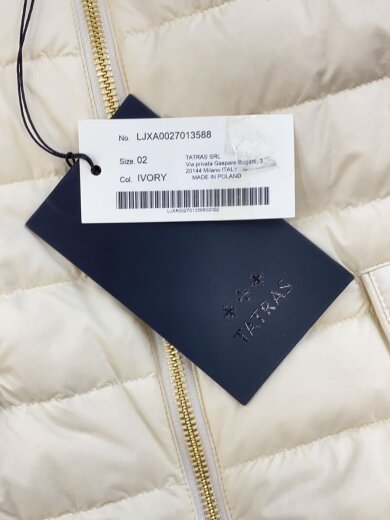 No. LJXA0027013588
Size. 02
TATRAS SRL
Via privata Gaspare Bugatti, 3
20144 Milano ITALY
Col. IVORY
MADE IN POLAND
TATRAS